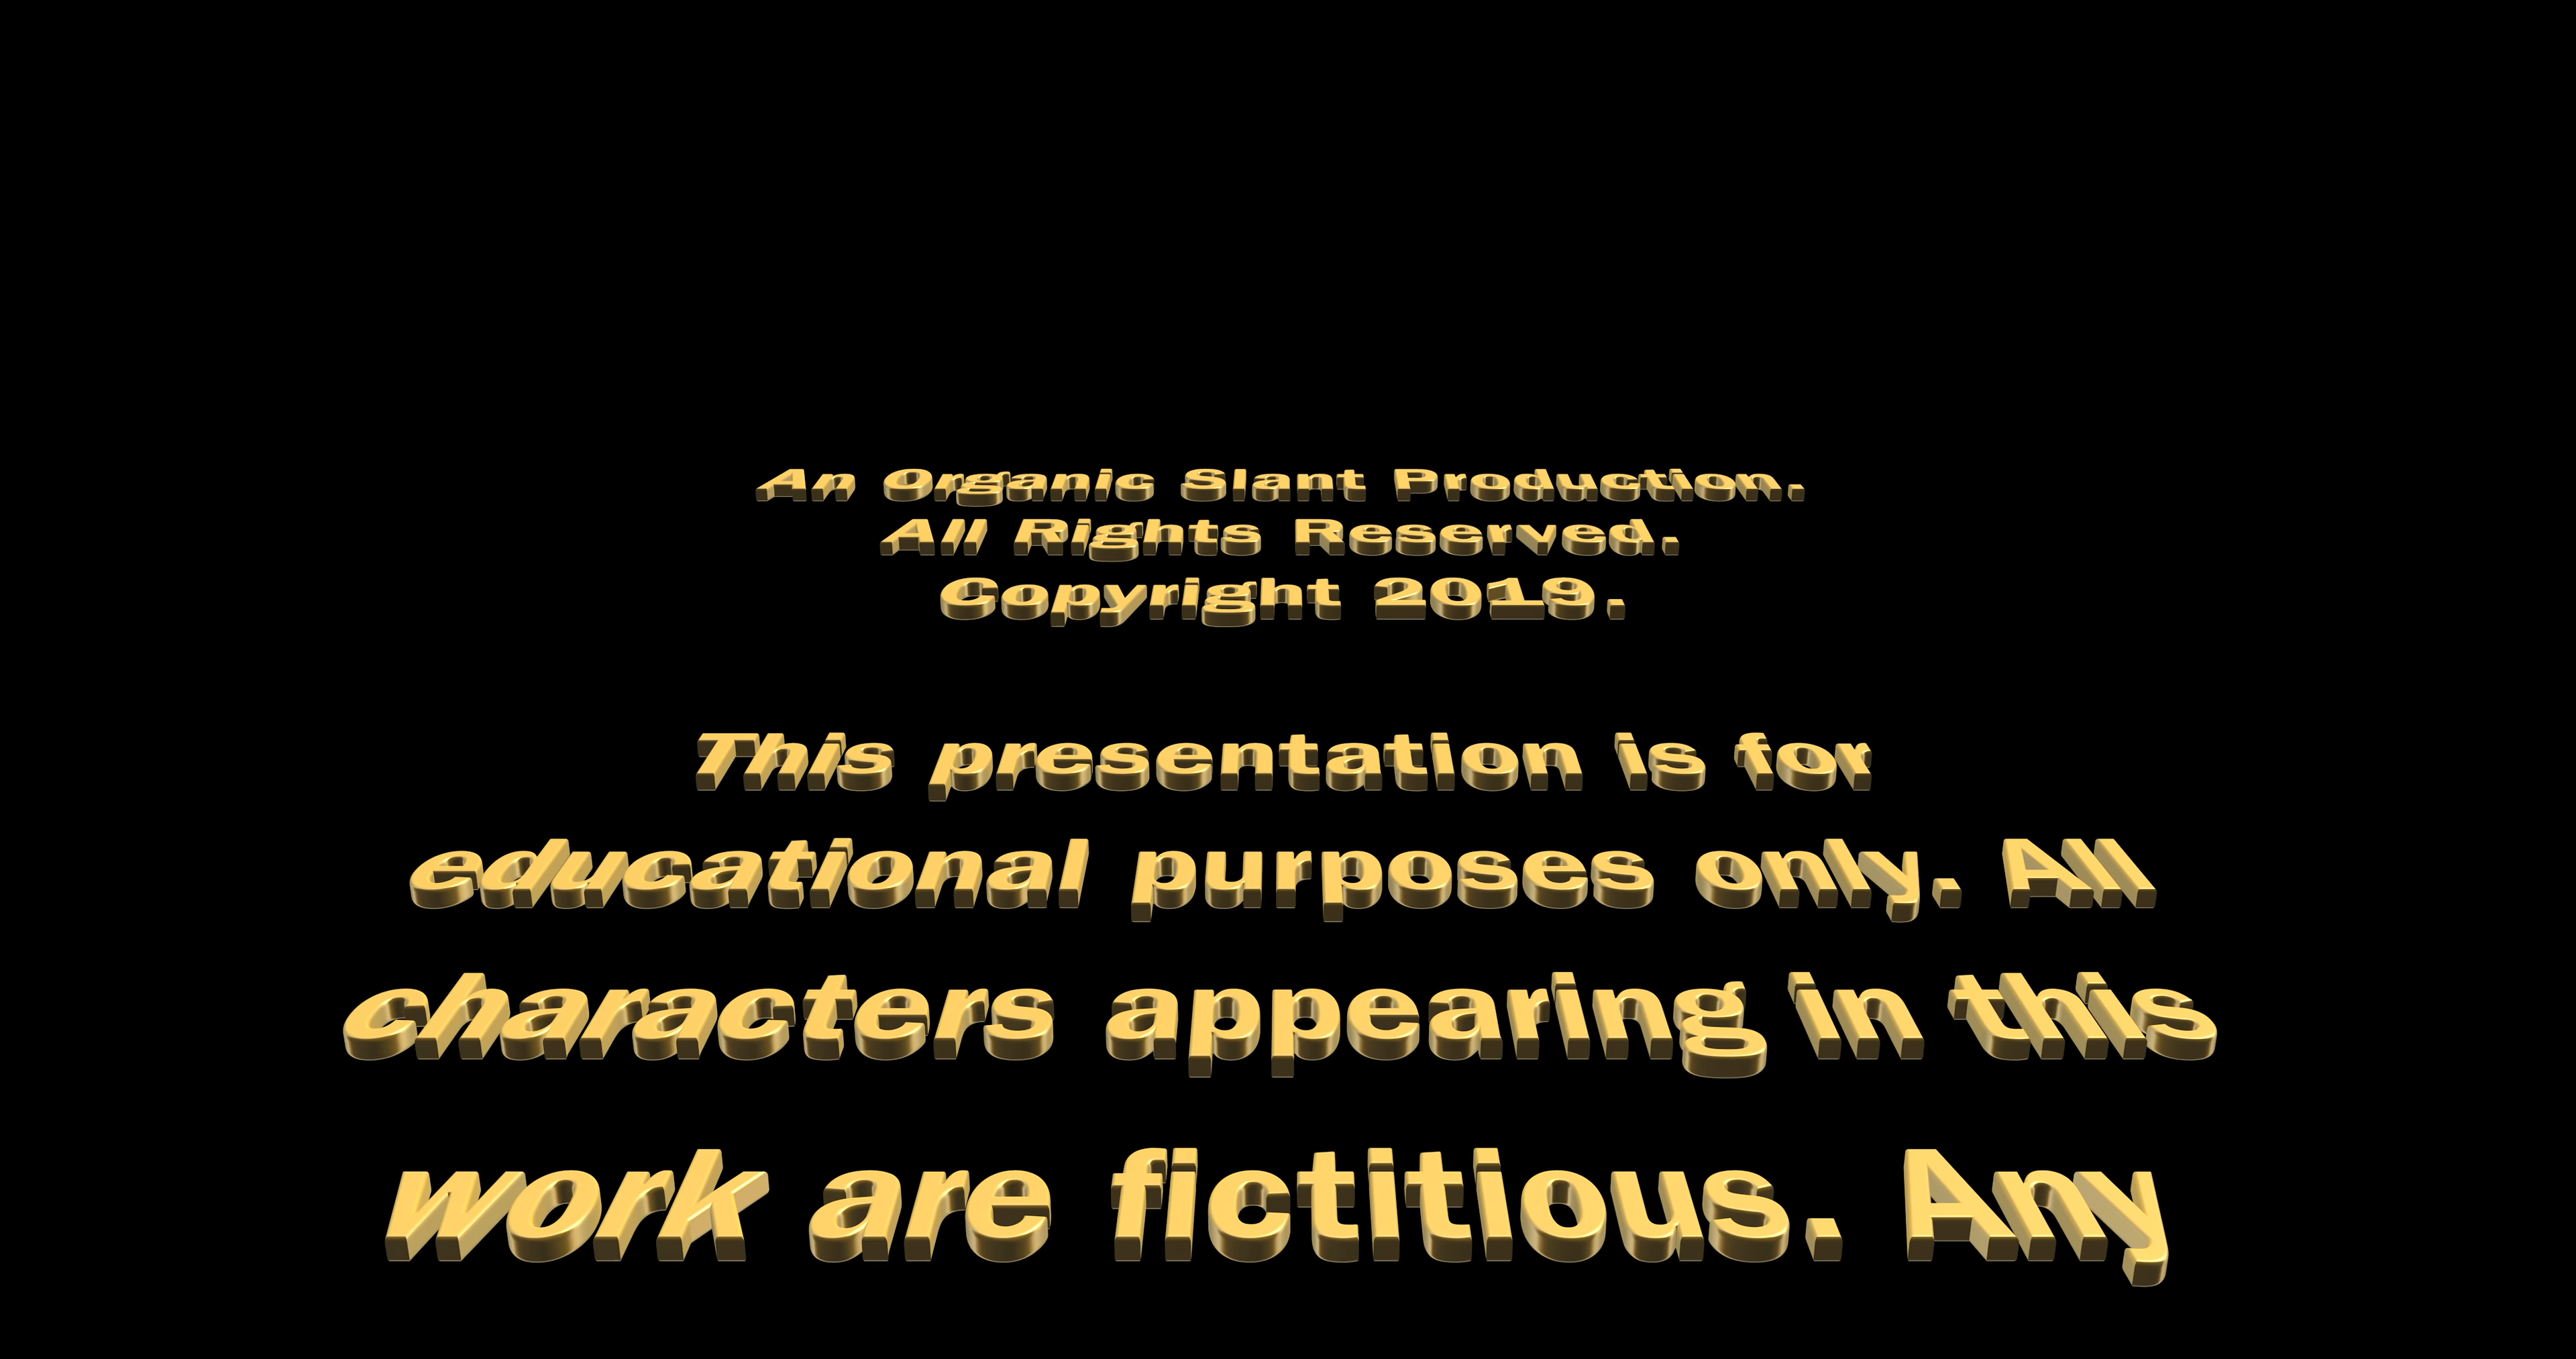 An Organic Slant Production.
All Rights Reserved.
Copyright 2019.
This presentation is for
educational purposes only. All
characters appearing in this
work are fictitious. Any